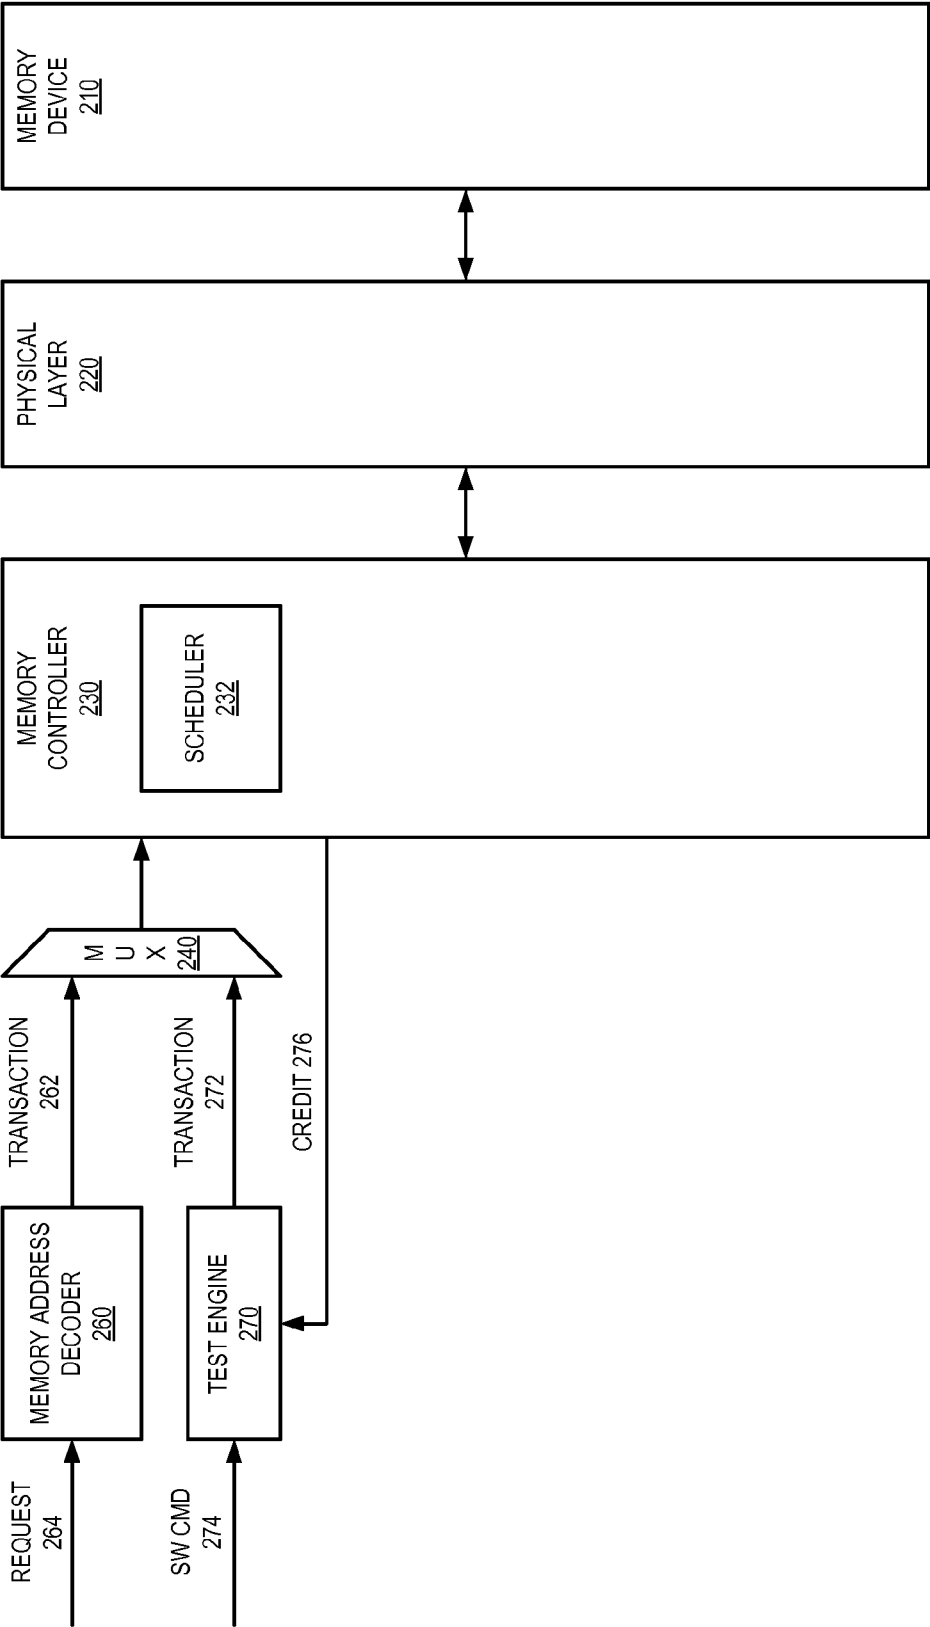 REQUEST
264
MEMORY ADDRESS
DECODER
260
TRANSACTION
262
SW CMD
274
TEST ENGINE
270
TRANSACTION
272
CREDIT 276
M
U
X
240
MEMORY
CONTROLLER
230
SCHEDULER
232
PHYSICAL
LAYER
220
MEMORY
DEVICE
210